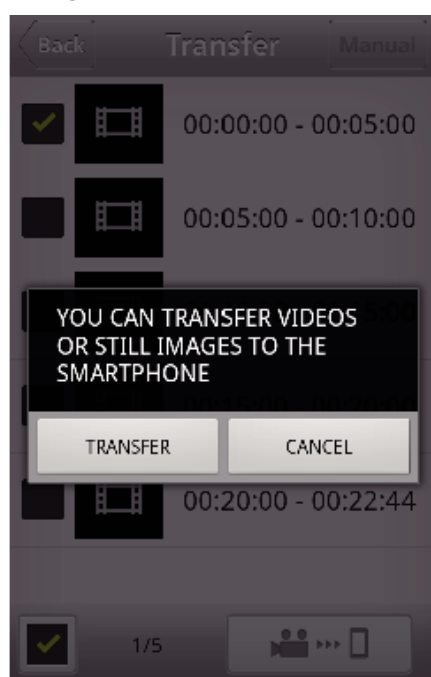 Back Transfer Manual
00:00:00 - 00:05:00
00:05:00 - 00:10:00
YOU CAN TRANSFER VIDEOS
OR STILL IMAGES TO THE
SMARTPHONE
TRANSFER CANCEL
00:20:00 - 00:22:44
1/5